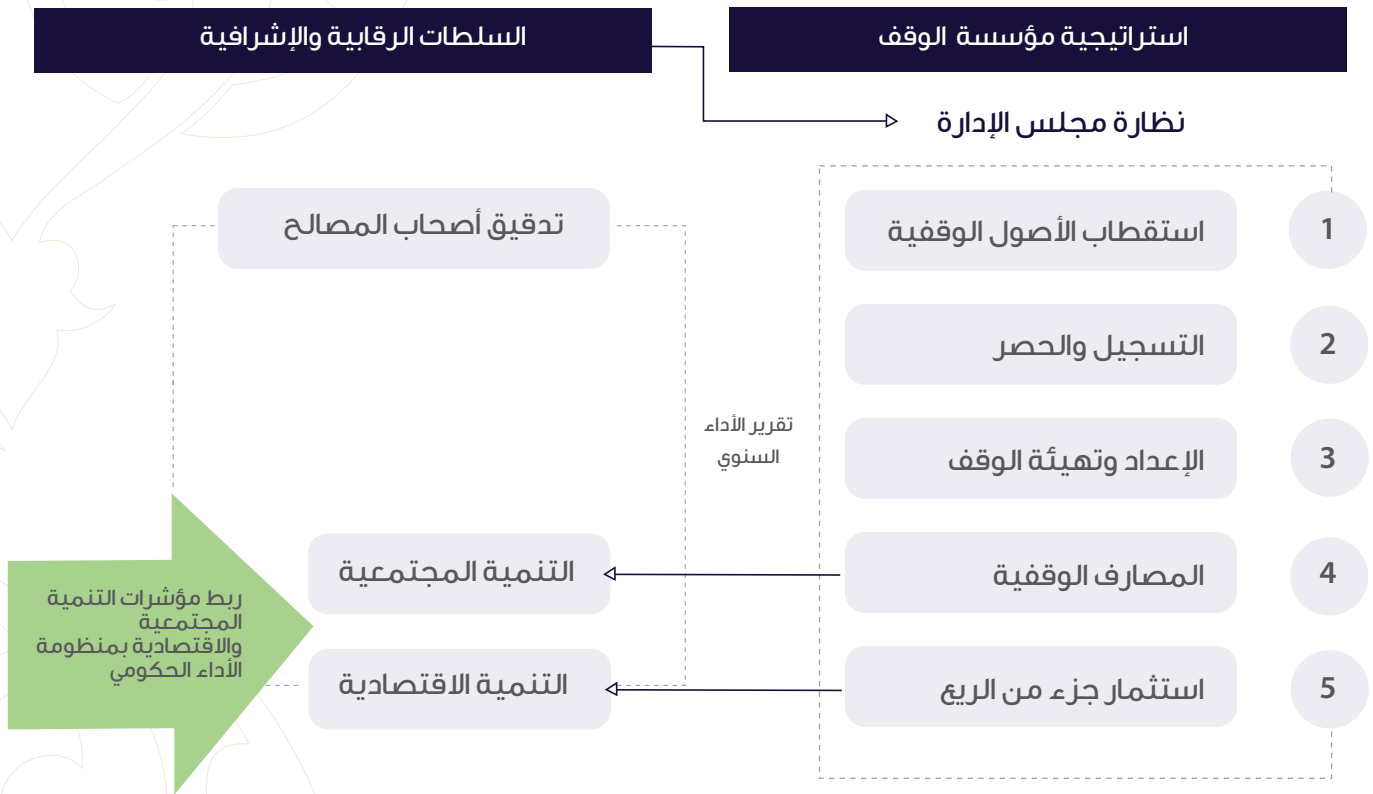 استراتيجية مؤسسة الوقف
السلطات الرقابية والإشرافية
نظارة مجلس الإدارة
1
استقطاب الأصول الوقفية
2
التسجيل والحصر
3
الإعداد وتهيئة الوقف
4
المصارف الوقفية
5
استثمار جزء من الريع
تقرير الأداء
السنوي
تدقيق أصحاب المصالح
التنمية المجتمعية
التنمية الاقتصادية
ربط مؤشرات التنمية
المجتمعية
والاقتصادية بمنظومة
الأداء الحكومي